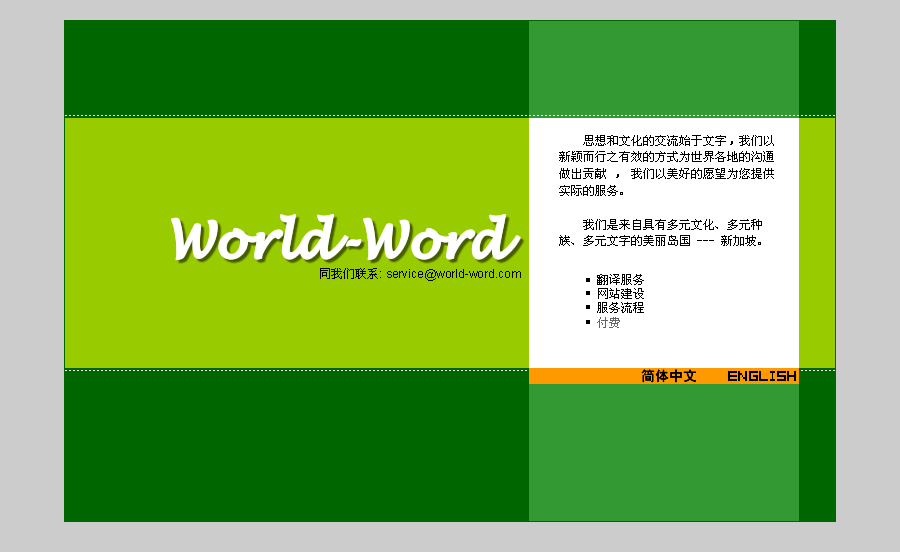 World-Word
同我们联系: service@world-word.com
思想和文化的交流始于文字，我们以
新颖而行之有效的方式为世界各地的沟通
做出贡献 ， 我们以美好的愿望为您提供
实际的服务。
我们是来自具有多元文化、多元种
族、多元文字的美丽岛国 --- 新加坡。
▪ 翻译服务
▪ 网站建设
▪ 服务流程
▪ 付费
简体中文 ENGLISH